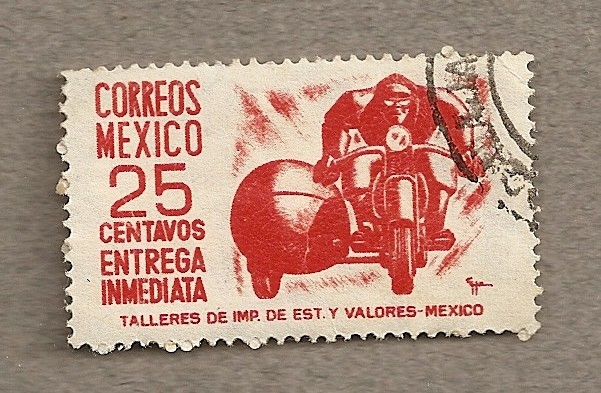 CORREOS
MEXICO
25
CENTAVOS
ENTREGA
INMEDIATA
TALLERES DE IMP. DE EST. Y VALORES-MEXICO